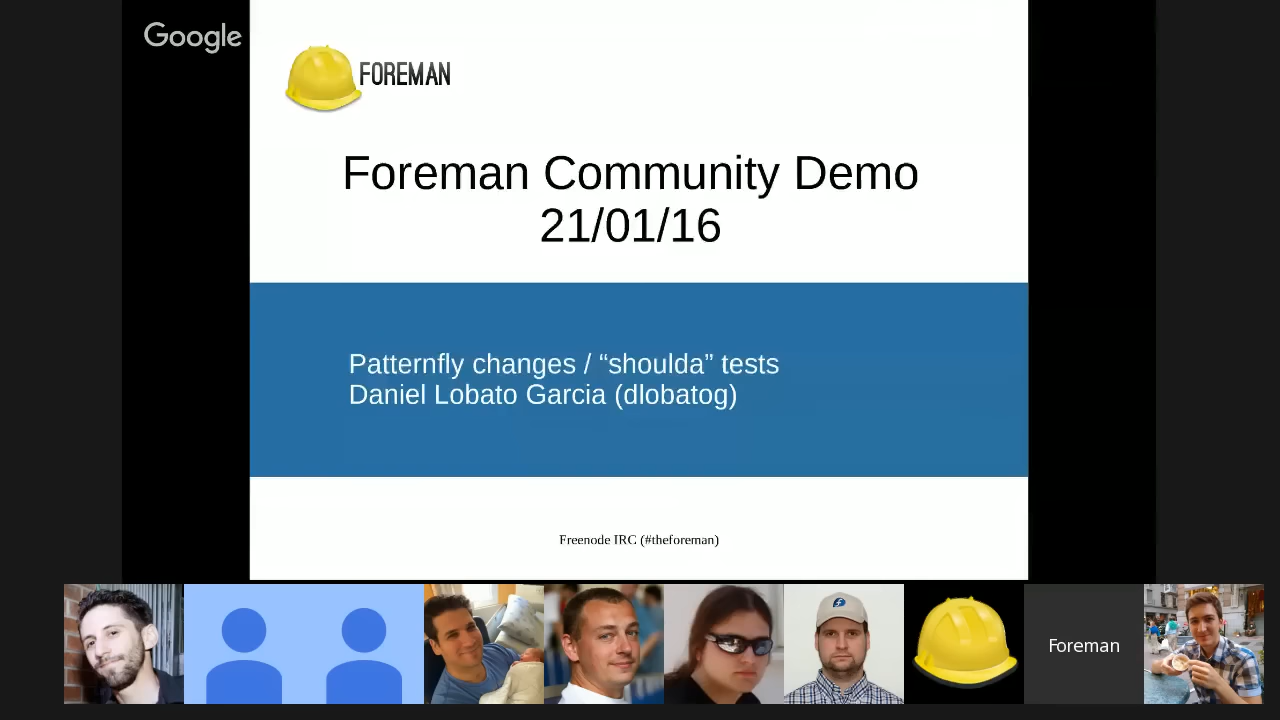 Google
FOREMAN
Foreman Community Demo
21/01/16
Patternfly changes / “shoulda” tests
Daniel Lobato Garcia (dlobatog)
Freenode IRC (#theforeman)
Foreman